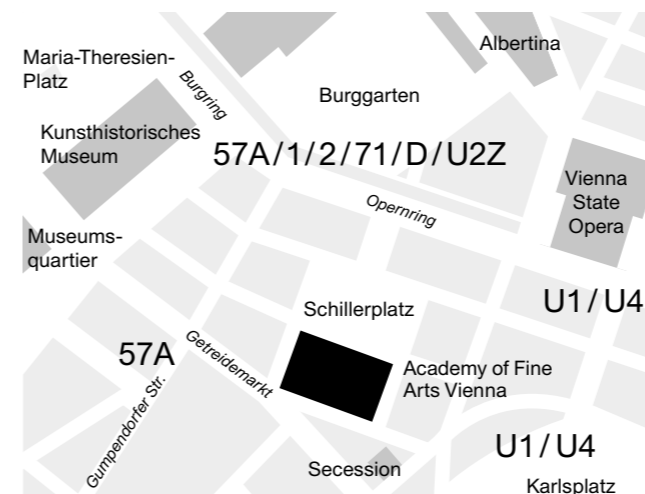 Albertina
Maria-Theresien-
Platz
Burgring
Burggarten
Kunsthistorisches
Museum
57A/1/2/71/D/U2Z
Vienna
State
Opera
Opernring
Museums-
quartier
U1/U4
Schillerplatz
57A
Getreidemarkt
Academy of Fine
Arts Vienna
Gumpendorfer Str.
U1/U4
Secession
Karlsplatz